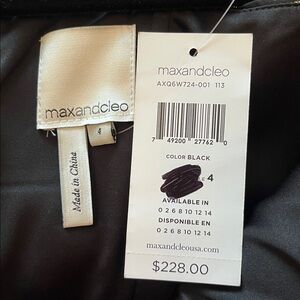 maxandcleo
4
Made in China
maxandcleo
AXQ6W724-001 113
7 49200 27762 0
COLOR BLACK
4
AVAILABLE IN
0 2 6 8 10 12 14
DISPONIBLE EN
0 2 6 8 10 12 14
maxandcleousa.com
$228.00